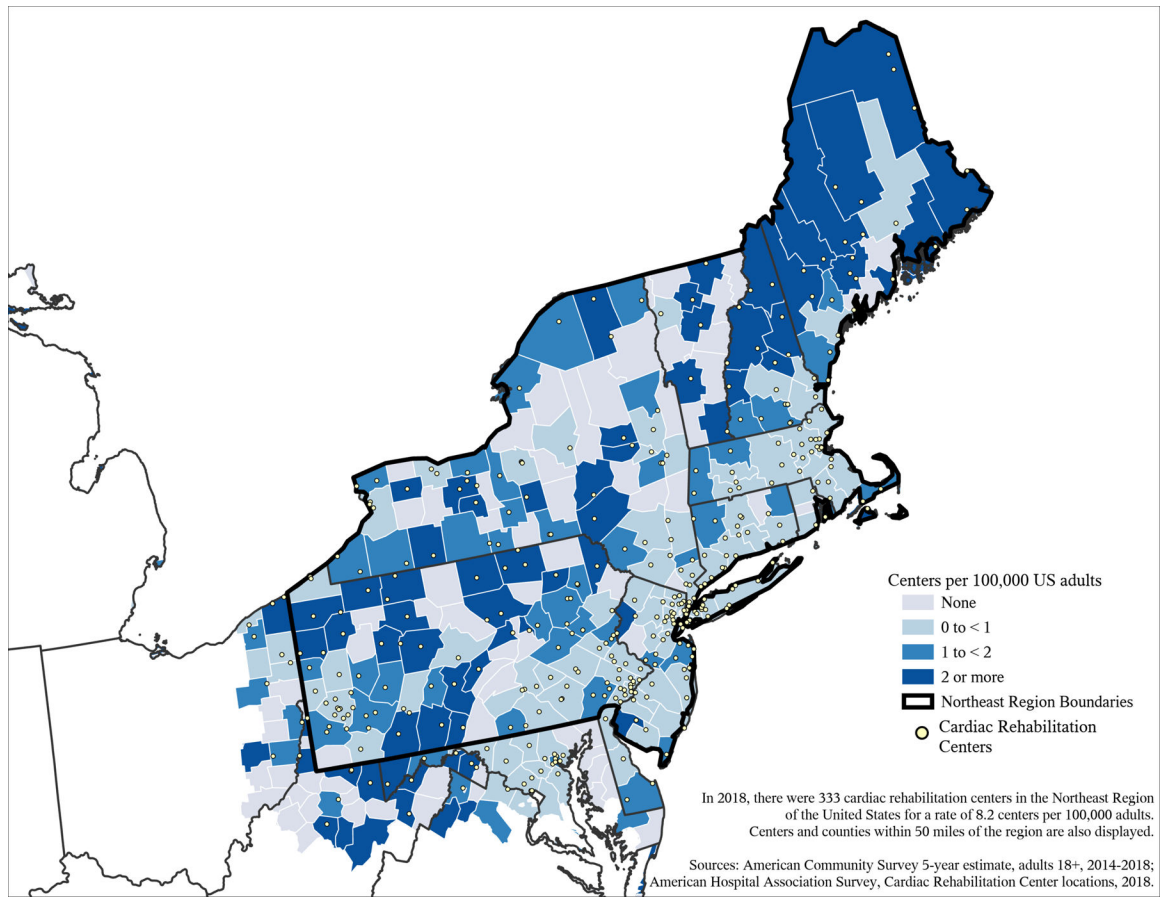 Centers per 100,000 US adults
None
0 to < 1
1 to < 2
2 or more
Northeast Region Boundaries
Cardiac Rehabilitation
Centers
In 2018, there were 333 cardiac rehabilitation centers in the Northeast Region
of the United States for a rate of 8.2 centers per 100,000 adults.
Centers and counties within 50 miles of the region are also displayed.
Sources: American Community Survey 5-year estimate, adults 18+, 2014-2018;
American Hospital Association Survey, Cardiac Rehabilitation Center locations, 2018.